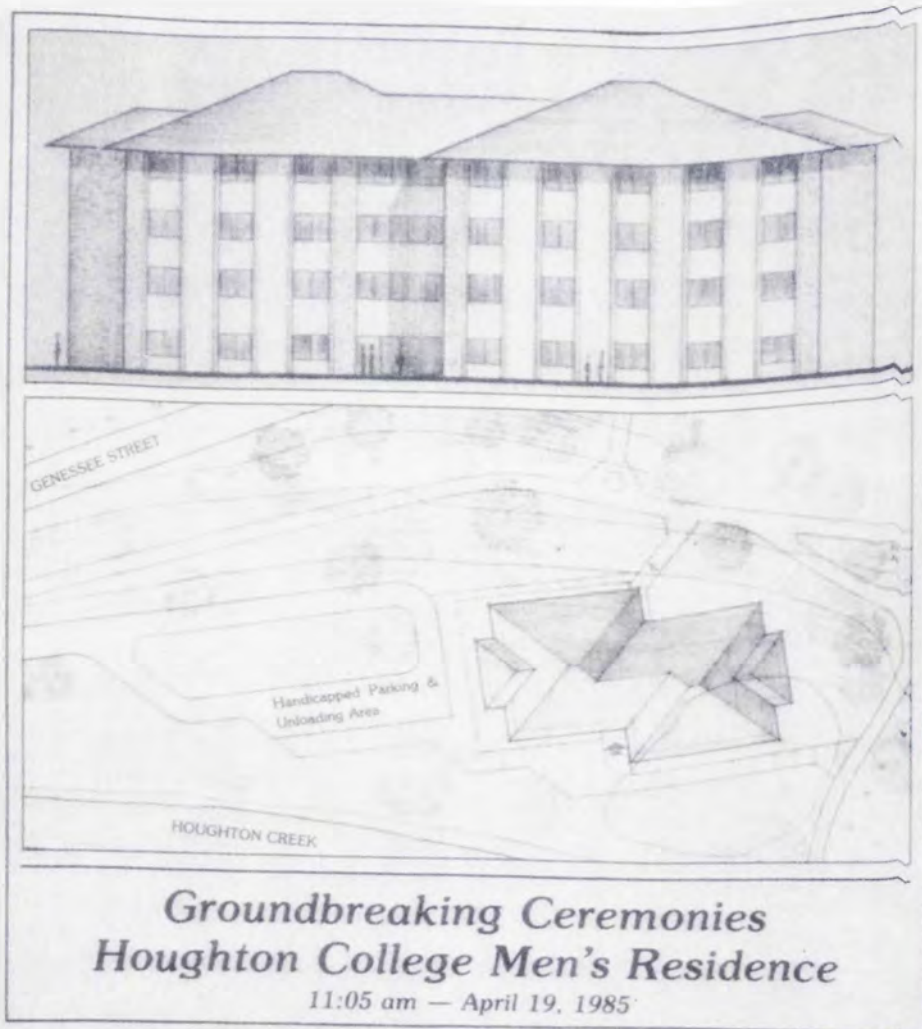 GENESSEE STREET
Handicapped Parking &
Unloading Area
HOUGHTON CREEK
Groundbreaking Ceremonies
Houghton College Men's Residence
11:05 am — April 19, 1985